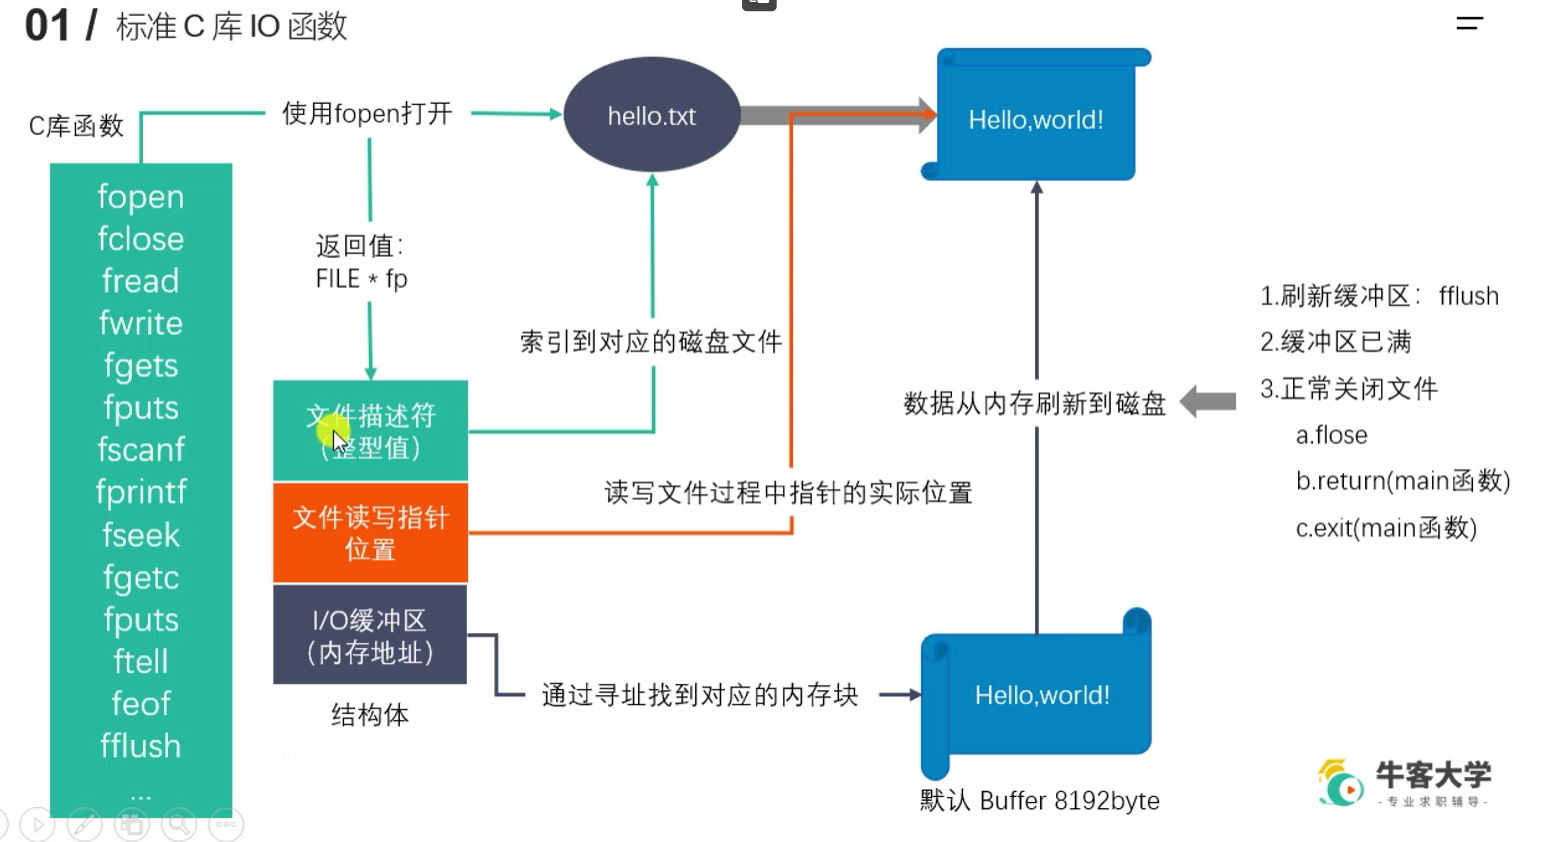 01 / 标准 C 库 IO 函数
C库函数
fopen
fclose
fread
fwrite
fgets
fputs
fscanf
fprintf
fseek
fgetc
fputs
ftell
feof
fflush
...
使用fopen打开
返回值：
FILE * fp
文件描述符
（整型值）
文件读写指针
位置
I/O缓冲区
（内存地址）
结构体
hello.txt
索引到对应的磁盘文件
读写文件过程中指针的实际位置
通过寻址找到对应的内存块
Hello,world!
数据从内存刷新到磁盘
Hello,world!
默认 Buffer 8192byte
1.刷新缓冲区：fflush
2.缓冲区已满
3.正常关闭文件
a.flose
b.return(main函数)
c.exit(main函数)
牛客大学
-专业求职辅导-